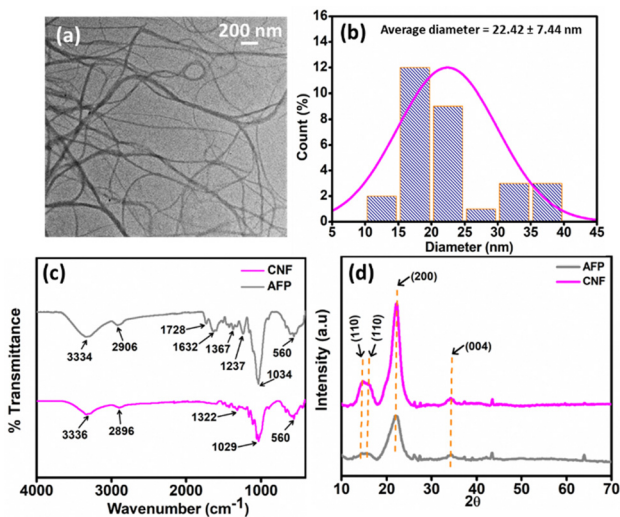 (a)
200 nm
(b)
Average diameter = 22.42 ± 7.44 nm
Count (%)
16
14
12
10
8
6
4
2
0
5 10 15 20 25 30 35 40 45
Diameter (nm)
(c)
CNF
AFP
% Transmittance
3334
2906
1728
1632
1367
1237
1034
560
3336
2896
1322
1029
560
4000 3000 2000 1000
Wavenumber (cm-1)
(d)
AFP
CNF
Intensity (a.u)
(110)
(110)
(200)
(004)
10 20 30 40 50 60 70
2θ